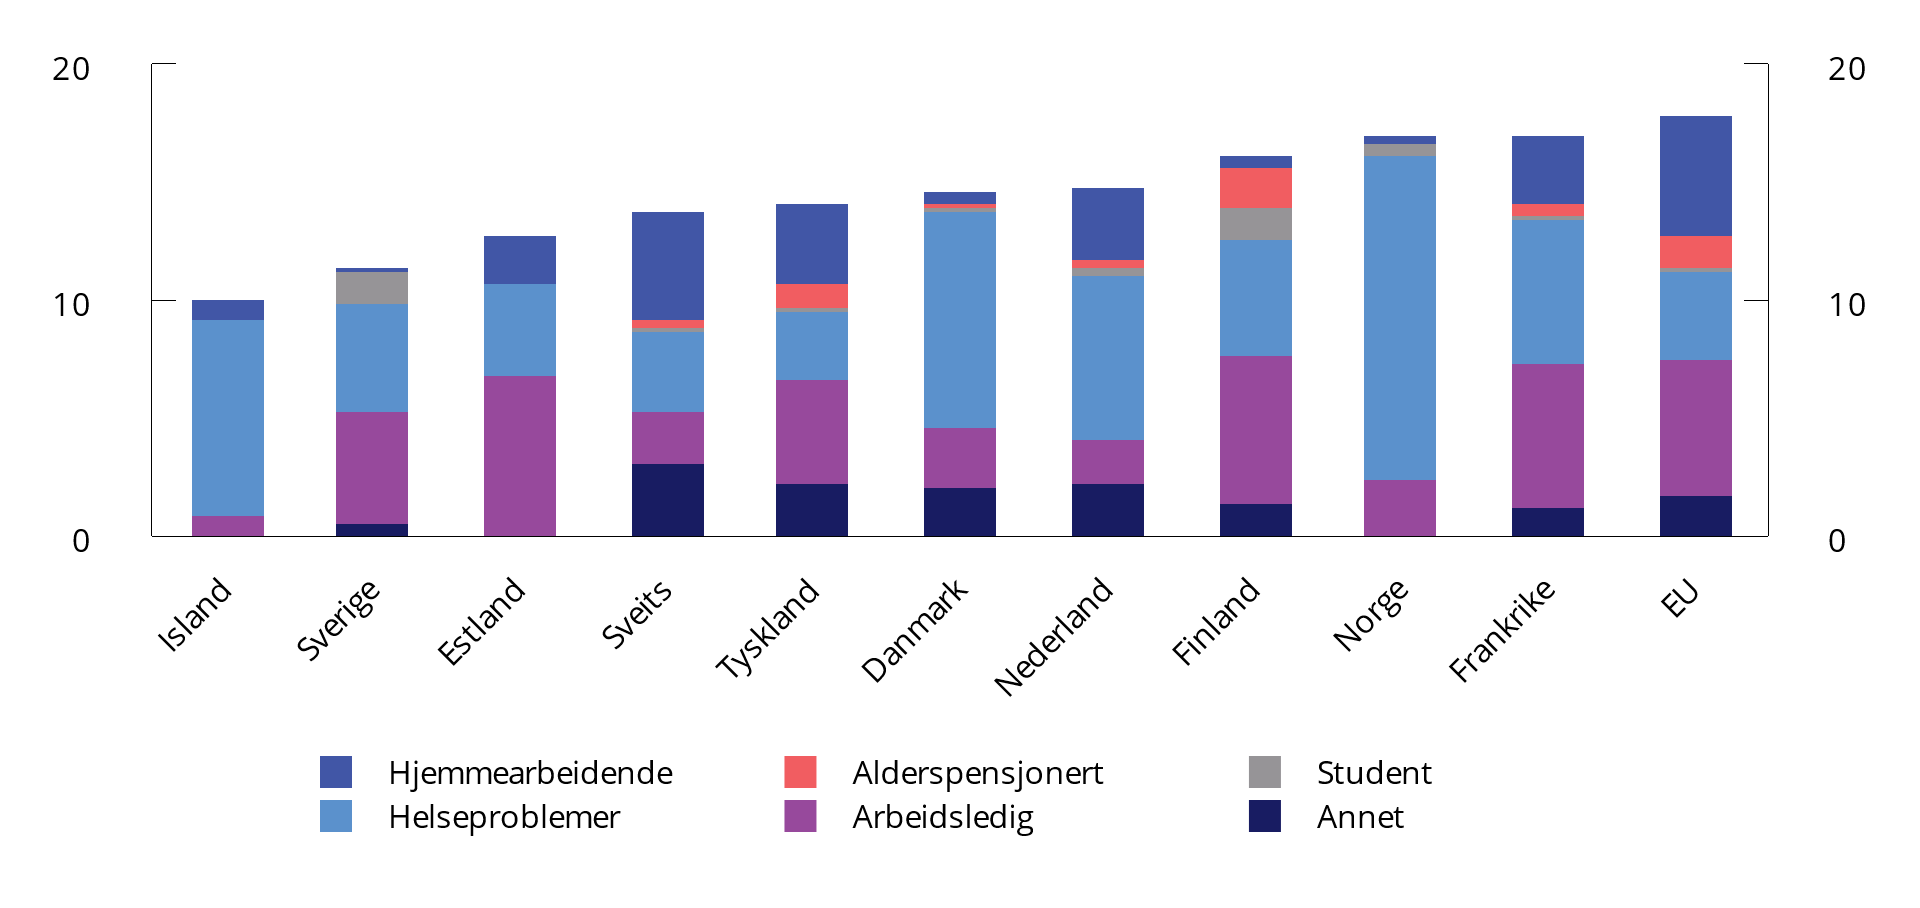 20 20
10 10
0 0
Island Sverige Estland Sveits Tyskland Danmark Nederland Finland Norge Frankrike EU
Hjemmearbeidende Alderspensjonert Student
Helseproblemer Arbeidsledig Annet